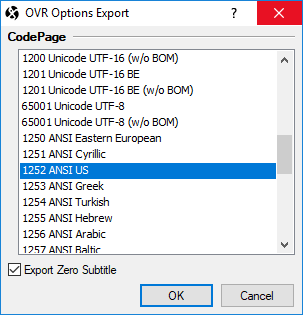 OVR Options Export
CodePage
1200 Unicode UTF-16 (w/o BOM)
1201 Unicode UTF-16 BE
1201 Unicode UTF-16 BE (w/o BOM)
65001 Unicode UTF-8
65001 Unicode UTF-8 (w/o BOM)
1250 ANSI Eastern European
1251 ANSI Cyrillic
1252 ANSI US
1253 ANSI Greek
1254 ANSI Turkish
1255 ANSI Hebrew
1256 ANSI Arabic
1257 ANSI Baltic
Export Zero Subtitle
OK Cancel